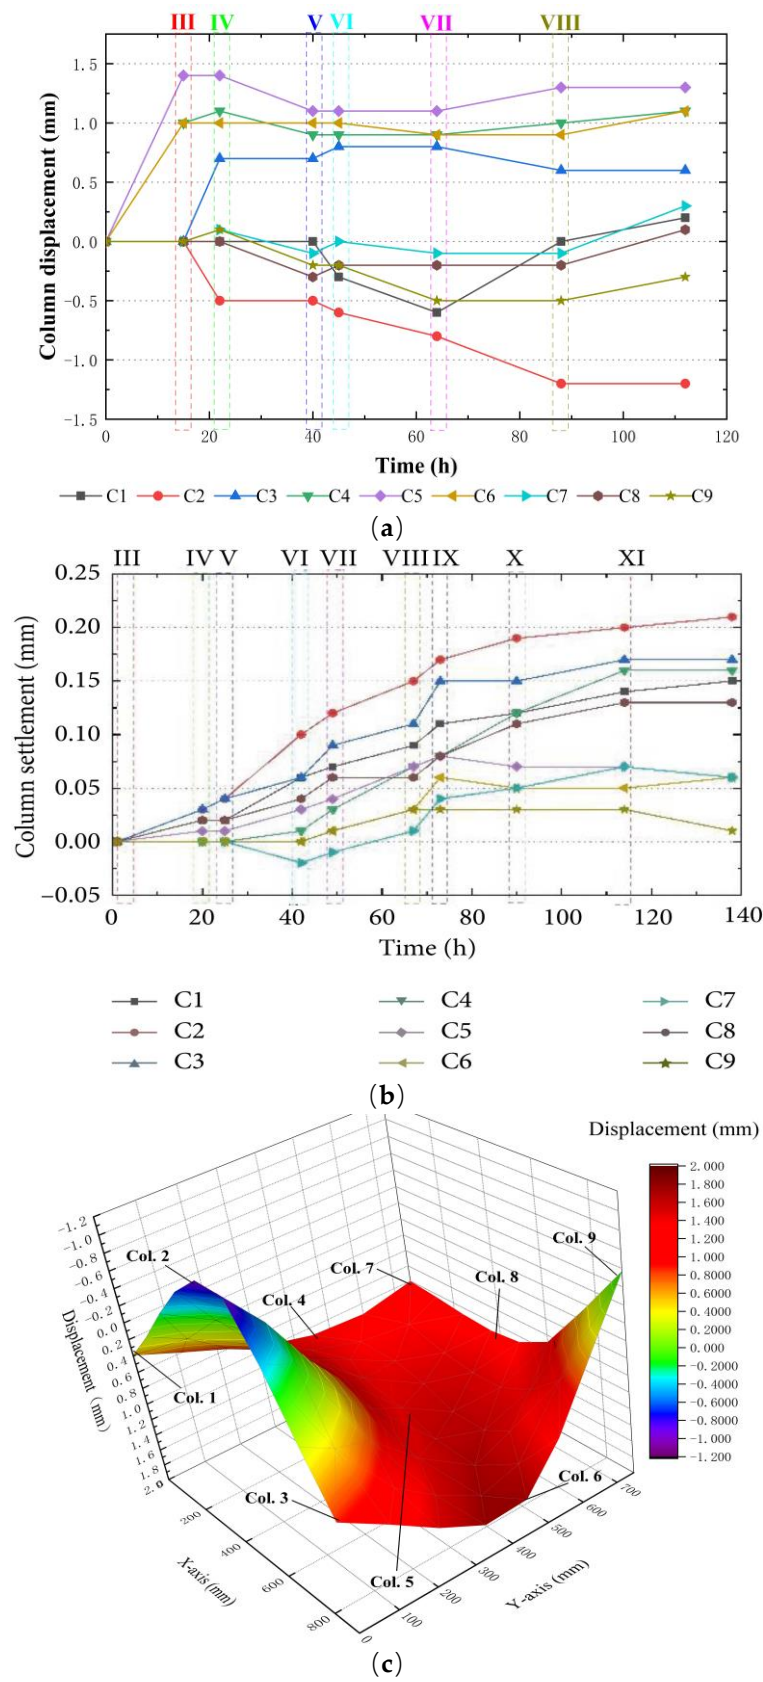 III IV V VI VII VIII
Column displacement (mm)
1.5
1.0
0.5
0.0
-0.5
-1.0
-1.5
0 20 40 60 80 100 120
Time (h)
C1 C2 C3 C4 C5 C6 C7 C8 C9
(a)
III IV V VI VII VIII IX X XI
Column settlement (mm)
0.25
0.20
0.15
0.10
0.05
0.00
−0.05
0 20 40 60 80 100 120 140
Time (h)
C1 C4 C7
C2 C5 C8
C3 C6 C9
(b)
Displacement (mm)
2.000
1.800
1.600
1.400
1.200
1.000
0.8000
0.6000
0.4000
0.2000
0.000
-0.2000
-0.4000
-0.6000
-0.8000
-1.000
-1.200
Displacement (mm)
-1.2
-1.0
-0.8
-0.6
-0.4
-0.2
0.0
0.2
0.4
0.6
0.8
1.0
1.2
1.4
1.6
1.8
2.0
Col. 1
Col. 2
Col. 3
Col. 4
Col. 5
Col. 6
Col. 7
Col. 8
Col. 9
0 200 400 600 800
X-axis (mm)
0 100 200 300 400 500 600 700
Y-axis (mm)
(c)